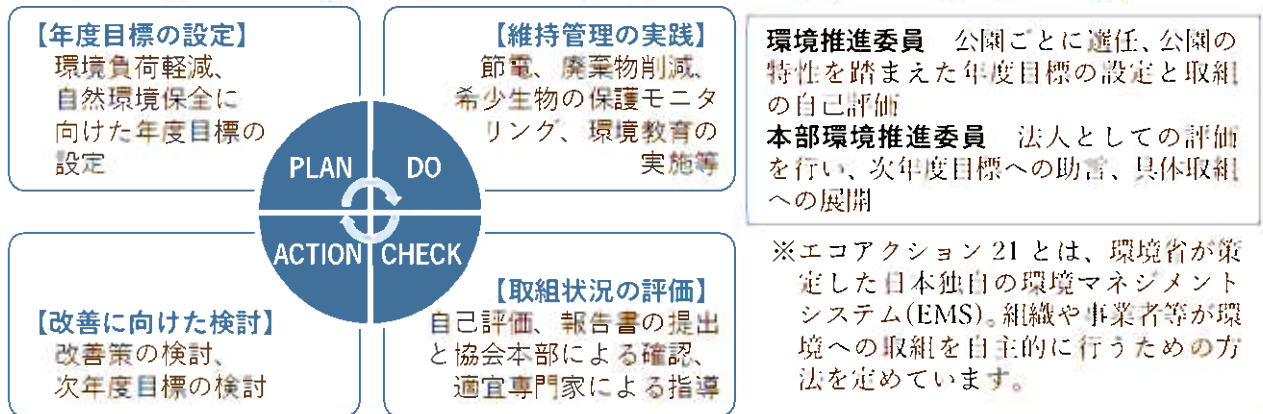 【年度目標の設定】
環境負荷軽減、
自然環境保全に
向けた年度目標の
設定
【維持管理の実践】
節電、廃棄物削減、
希少生物の保護モニタ
リング、環境教育の
実施等
PLAN
DO
ACTION
CHECK
【改善に向けた検討】
改善策の検討、
次年度目標の検討
【取組状況の評価】
自己評価、報告書の提出
と協会本部による確認、
適宜専門家による指導
環境推進委員　公園ごとに選任、公園の
特性を踏まえた年度目標の設定と取組
の自己評価
本部環境推進委員　法人としての評価
を行い、次年度目標への助言、具体取組
への展開
※エコアクション 21 とは、環境省が策
定した日本独自の環境マネジメント
システム(EMS)。組織や事業者等が環
境への取組を自主的に行うための方
法を定めています。